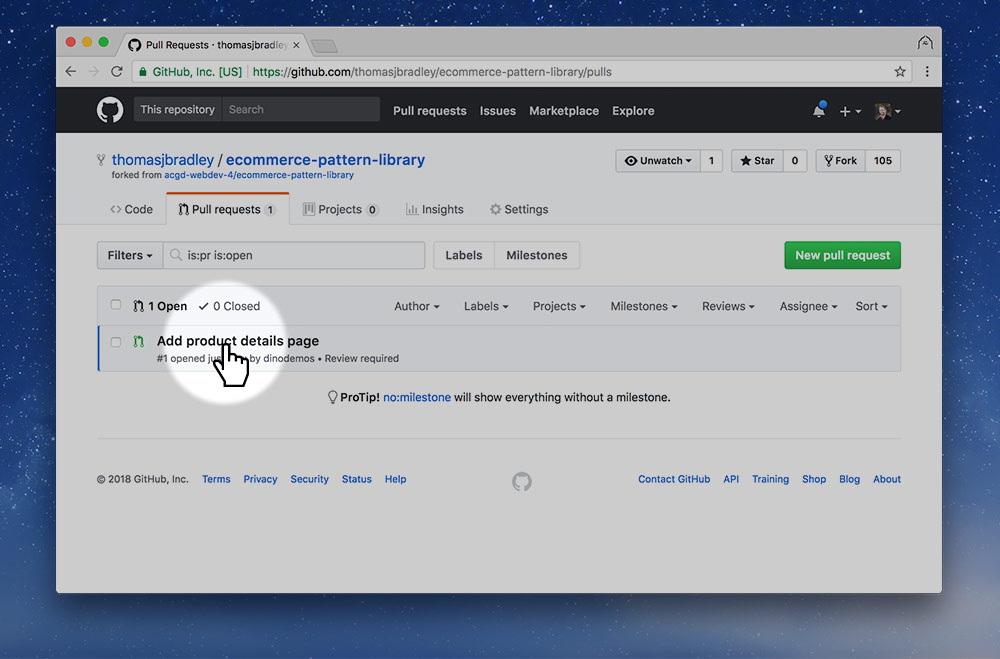 Pull Requests · thomasjbradley
GitHub, Inc. [US] https://github.com/thomasjbradley/ecommerce-pattern-library/pulls
This repository Search Pull requests Issues Marketplace Explore
thomasjbradley / ecommerce-pattern-library Unwatch 1 Star 0 Fork 105
forked from acgd-webdev-4/ecommerce-pattern-library
Code Pull requests 1 Projects 0 Insights Settings
Filters is:pr is:open Labels Milestones New pull request
1 Open 0 Closed Author Labels Projects Milestones Reviews Assignee Sort
Add product details page
#1 opened by dinodemos • Review required
ProTip! no:milestone will show everything without a milestone.
© 2018 GitHub, Inc. Terms Privacy Security Status Help Contact GitHub API Training Shop Blog About